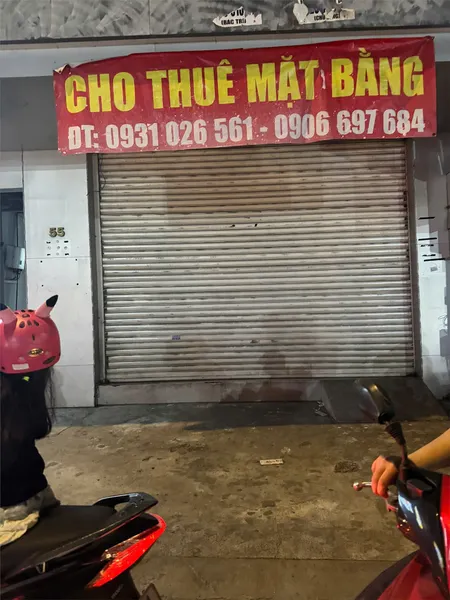 CHO THUÊ MẶT BẰNG
ĐT: 0931 026 561 - 0906 697 684
55